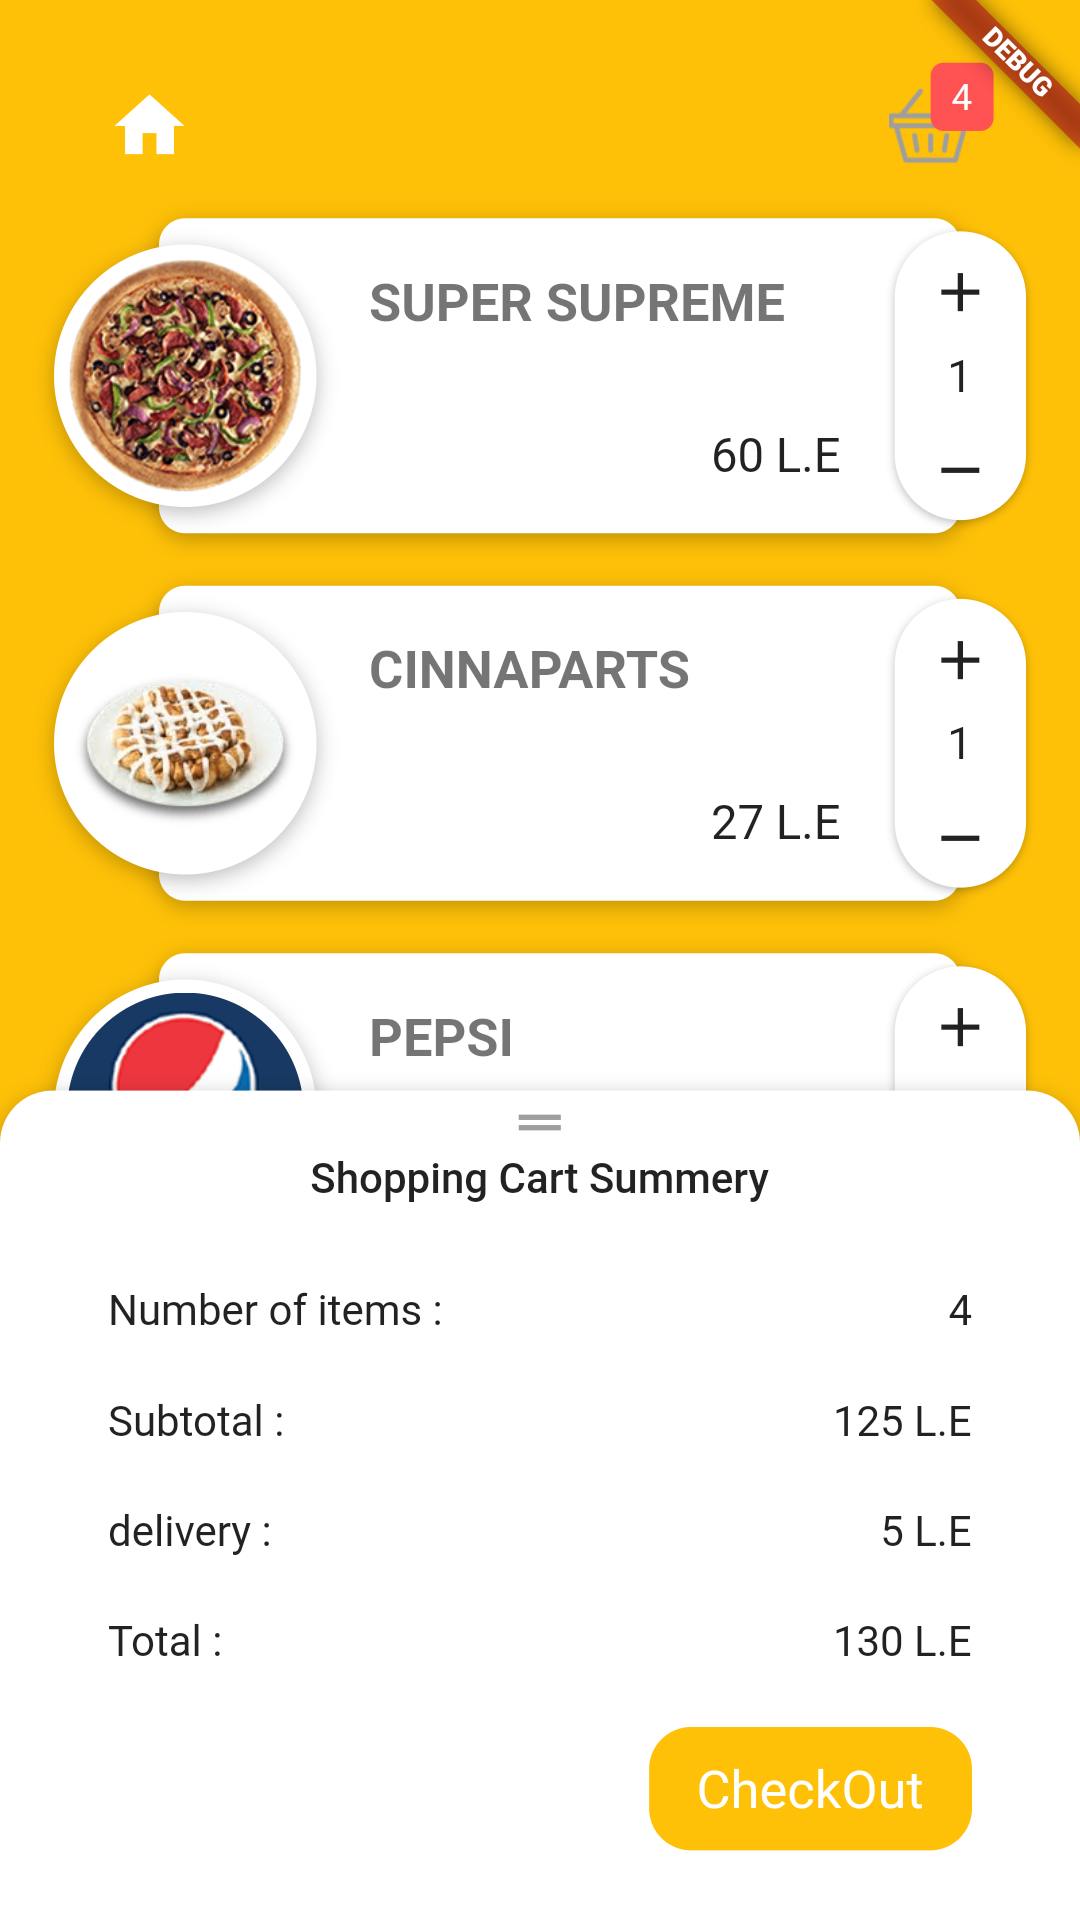 DEBUG
4
SUPER SUPREME
+
1
60 L.E
−
CINNAPARTS
+
1
27 L.E
−
PEPSI
+
Shopping Cart Summery
Number of items : 4
Subtotal : 125 L.E
delivery : 5 L.E
Total : 130 L.E
CheckOut